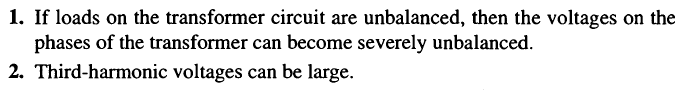 1. If loads on the transformer circuit are unbalanced, then the voltages on the
phases of the transformer can become severely unbalanced.
2. Third-harmonic voltages can be large.